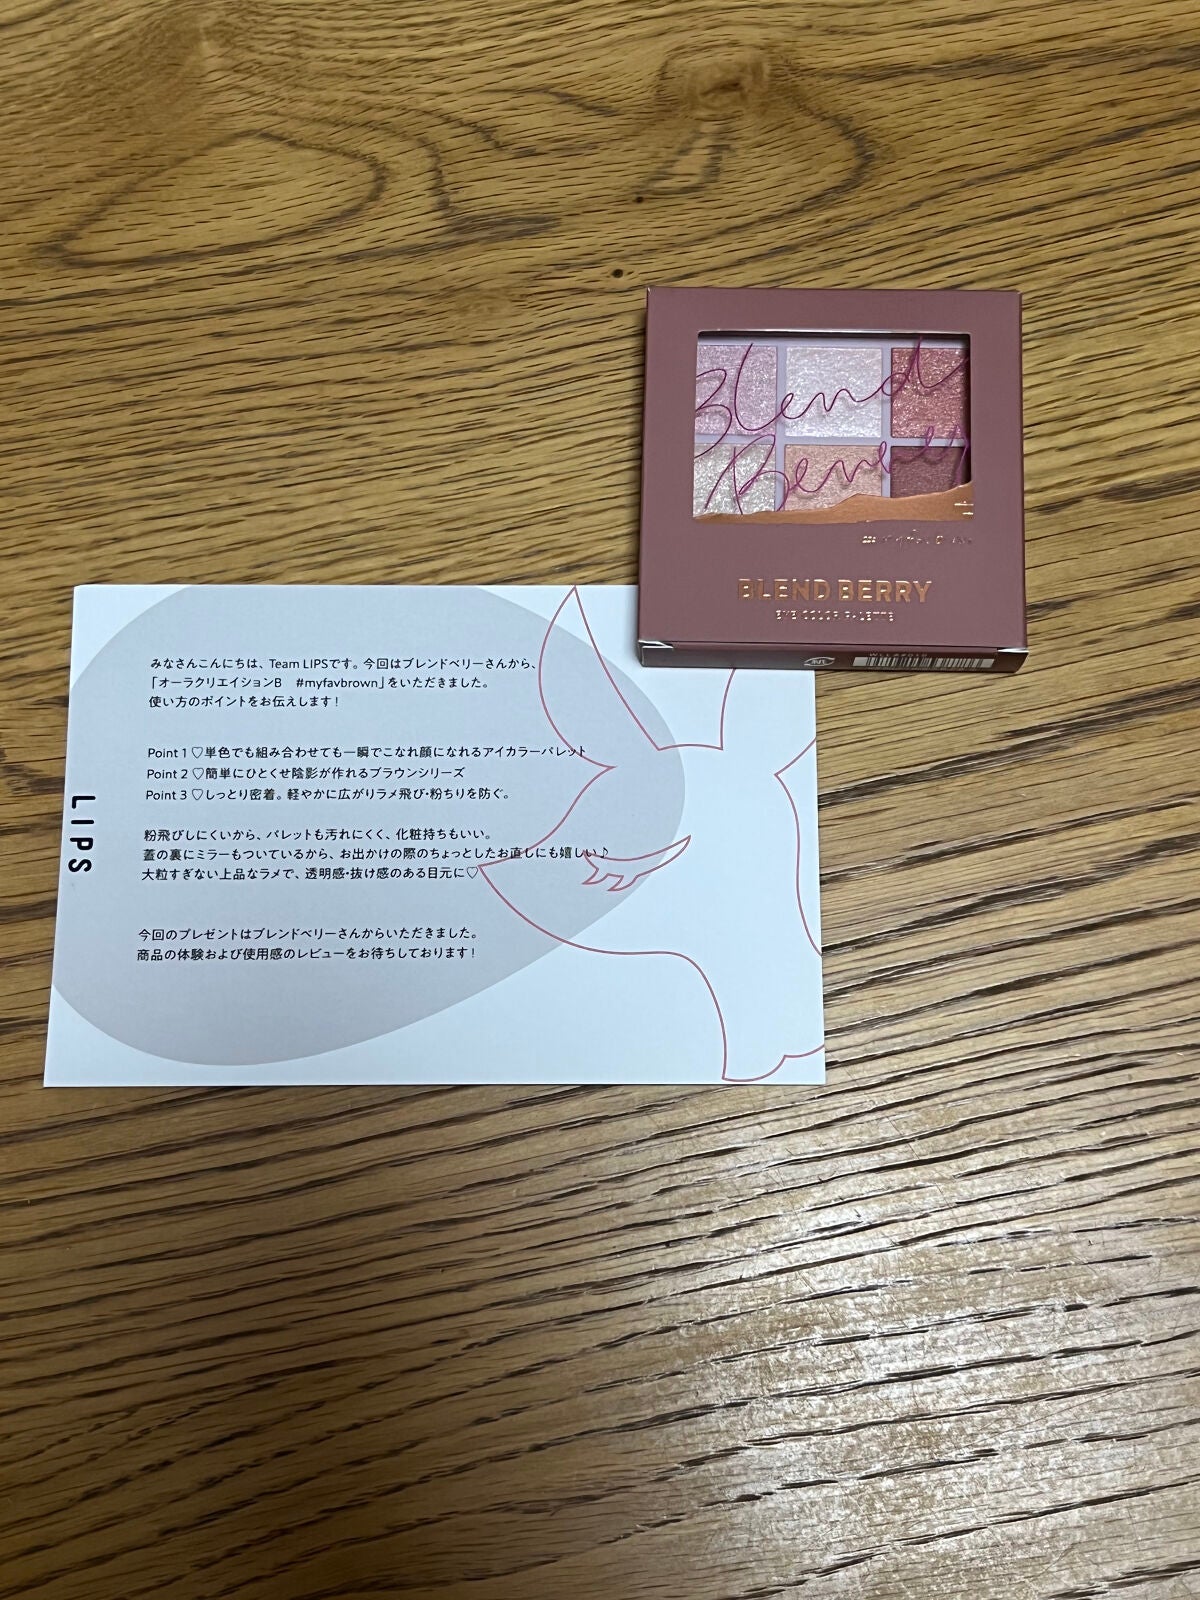 Blend
Berry
BLEND BERRY
EYE COLOR PALETTE
みなさんこんにちは、Team LIPSです。今回はブレンドベリーさんから、
「オーラクリエイションB　#myfavbrown」をいただきました。
使い方のポイントをお伝えします！
Point 1 ♡単色でも組み合わせても一瞬でこなれ顔になれるアイカラーパレット
Point 2 ♡簡単にひとくせ陰影が作れるブラウンシリーズ
Point 3 ♡しっとり密着。軽やかに広がりラメ飛び・粉ちりを防ぐ。
粉飛びしにくいから、パレットも汚れにくく、化粧持ちもいい。
蓋の裏にミラーもついているから、お出かけの際のちょっとしたお直しにも嬉しい♪
大粒すぎない上品なラメで、透明感・抜け感のある目元に♡
今回のプレゼントはブレンドベリーさんからいただきました。
商品の体験および使用感のレビューをお待ちしております！
LIPS